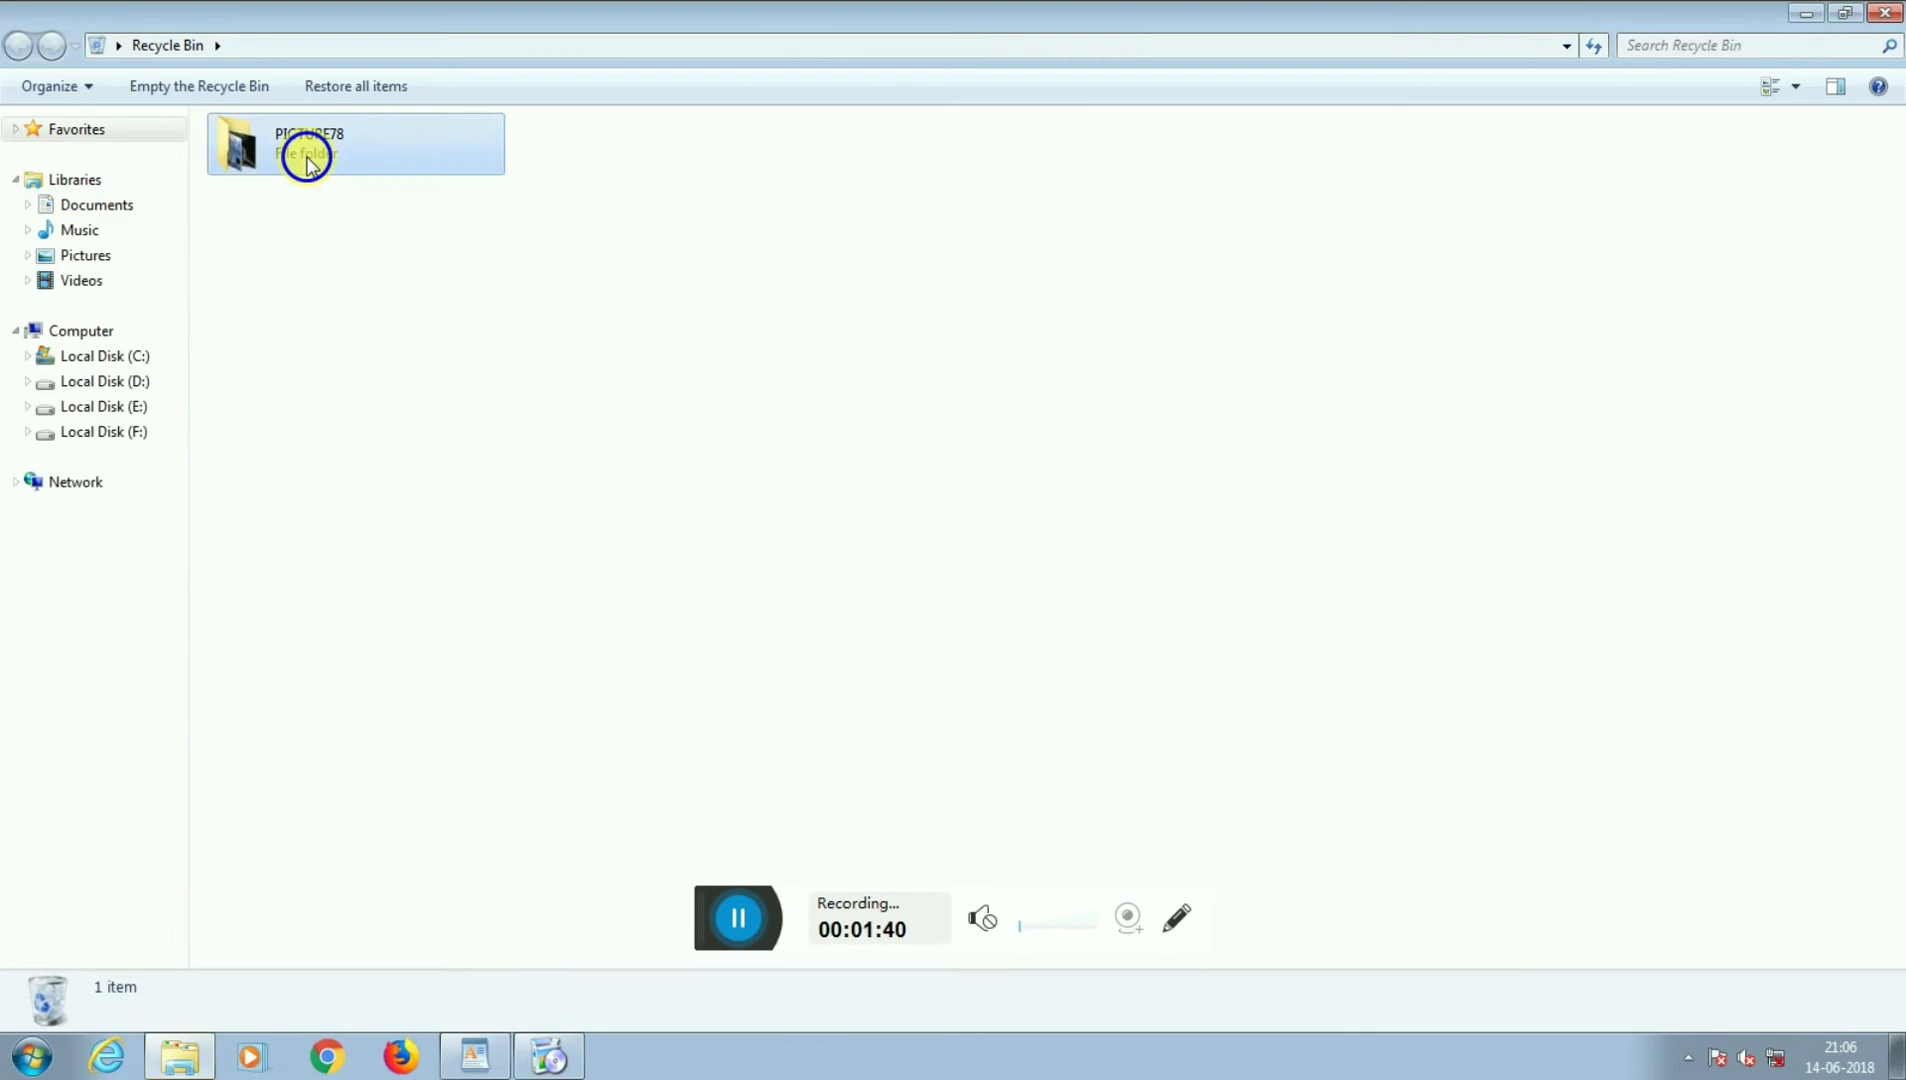 Recycle Bin
Search Recycle Bin
Organize
Empty the Recycle Bin
Restore all items
Favorites
Libraries
Documents
Music
Pictures
Videos
Computer
Local Disk (C:)
Local Disk (D:)
Local Disk (E:)
Local Disk (F:)
Network
PICTURE78
File folder
Recording...
00:01:40
1 item
21:06
14-06-2018